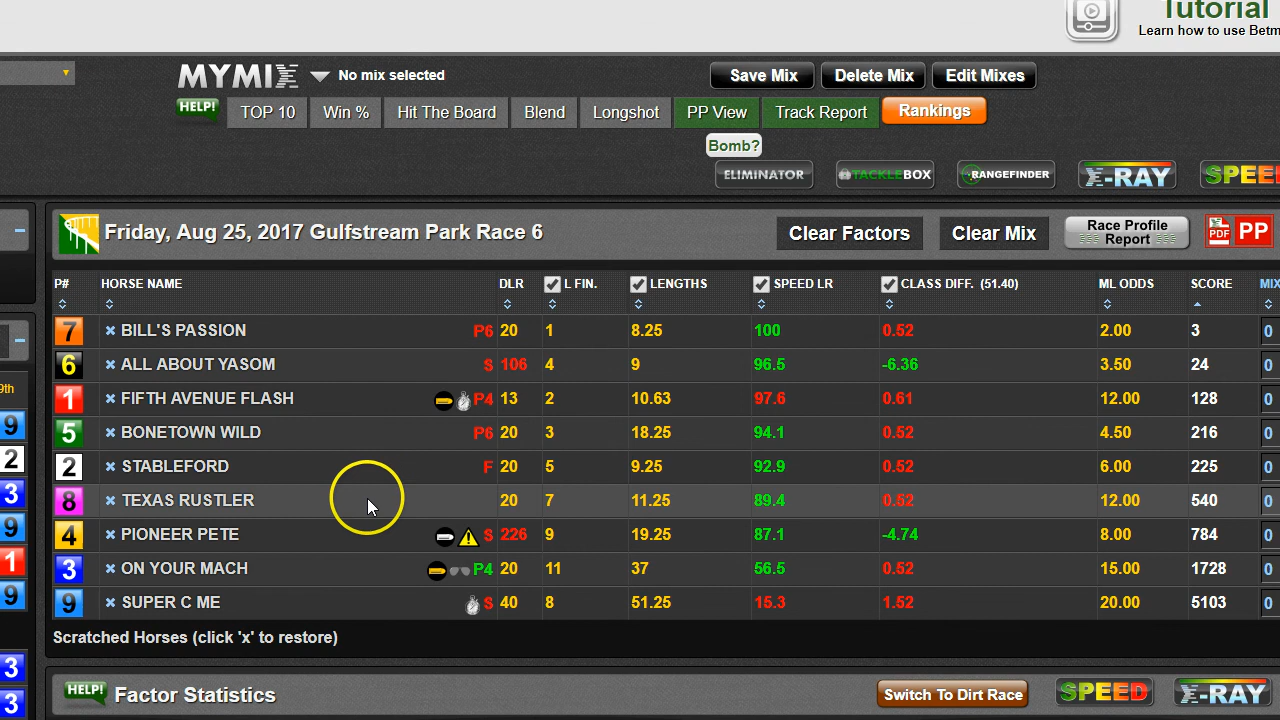 Tutorial
Learn how to use Betm
MYMIX No mix selected Save Mix Delete Mix Edit Mixes
HELP! TOP 10 Win % Hit The Board Blend Longshot PP View Track Report Rankings
Bomb?
ELIMINATOR TACKLEBOX RANGEFINDER X-RAY SPEE
Friday, Aug 25, 2017 Gulfstream Park Race 6 Clear Factors Clear Mix Race Profile Report PDF PP
P# HORSE NAME DLR L FIN. LENGTHS SPEED LR CLASS DIFF. (51.40) ML ODDS SCORE MIX
7 × BILL'S PASSION P6 20 1 8.25 100 0.52 2.00 3 0
6 × ALL ABOUT YASOM S 106 4 9 96.5 -6.36 3.50 24 0
1 × FIFTH AVENUE FLASH P4 13 2 10.63 97.6 0.61 12.00 128 0
5 × BONETOWN WILD P6 20 3 18.25 94.1 0.52 4.50 216 0
2 × STABLEFORD F 20 5 9.25 92.9 0.52 6.00 225 0
8 × TEXAS RUSTLER 20 7 11.25 89.4 0.52 12.00 540 0
4 × PIONEER PETE S 226 9 19.25 87.1 -4.74 8.00 784 0
3 × ON YOUR MACH P4 20 11 37 56.5 0.52 15.00 1728 0
9 × SUPER C ME S 40 8 51.25 15.3 1.52 20.00 5103 0
Scratched Horses (click 'x' to restore)
HELP! Factor Statistics Switch To Dirt Race SPEED X-RAY
9th
9
2
3
9
1
9
3
3